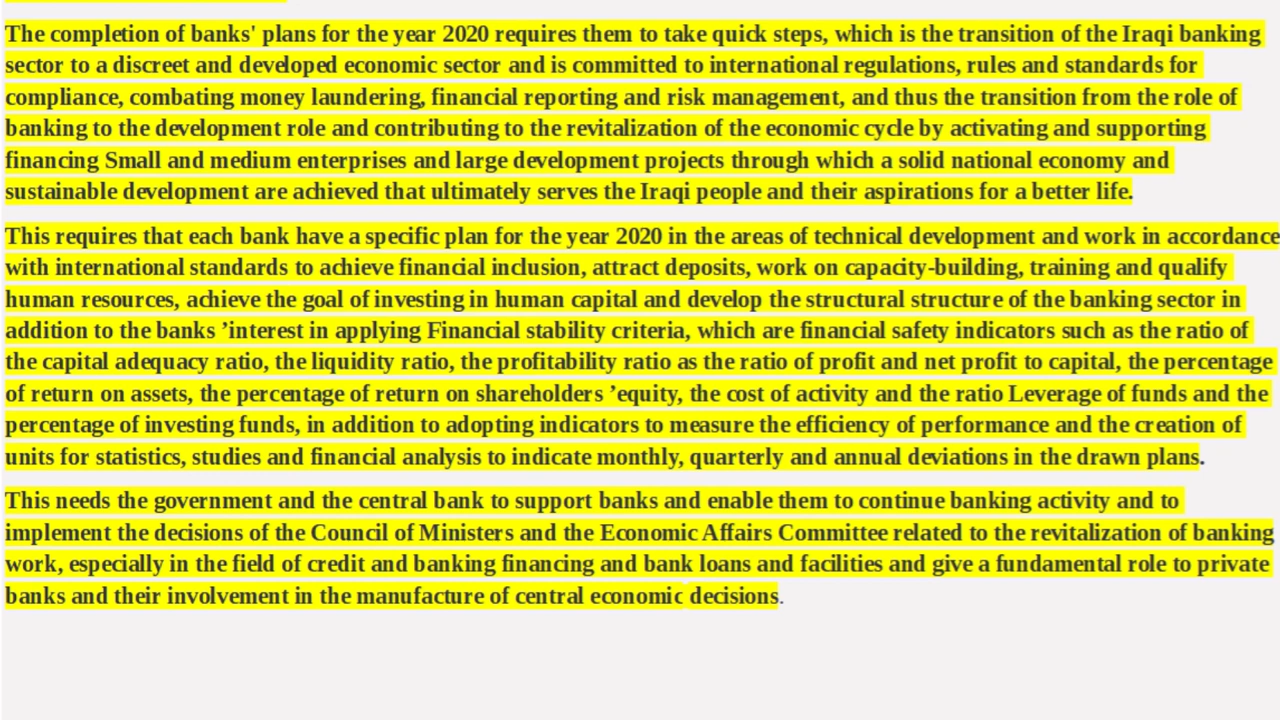 The completion of banks' plans for the year 2020 requires them to take quick steps, which is the transition of the Iraqi banking
sector to a discreet and developed economic sector and is committed to international regulations, rules and standards for
compliance, combating money laundering, financial reporting and risk management, and thus the transition from the role of
banking to the development role and contributing to the revitalization of the economic cycle by activating and supporting
financing Small and medium enterprises and large development projects through which a solid national economy and
sustainable development are achieved that ultimately serves the Iraqi people and their aspirations for a better life.
This requires that each bank have a specific plan for the year 2020 in the areas of technical development and work in accordance
with international standards to achieve financial inclusion, attract deposits, work on capacity-building, training and qualify
human resources, achieve the goal of investing in human capital and develop the structural structure of the banking sector in
addition to the banks ’interest in applying Financial stability criteria, which are financial safety indicators such as the ratio of
the capital adequacy ratio, the liquidity ratio, the profitability ratio as the ratio of profit and net profit to capital, the percentage
of return on assets, the percentage of return on shareholders ’equity, the cost of activity and the ratio Leverage of funds and the
percentage of investing funds, in addition to adopting indicators to measure the efficiency of performance and the creation of
units for statistics, studies and financial analysis to indicate monthly, quarterly and annual deviations in the drawn plans.
This needs the government and the central bank to support banks and enable them to continue banking activity and to
implement the decisions of the Council of Ministers and the Economic Affairs Committee related to the revitalization of banking
work, especially in the field of credit and banking financing and bank loans and facilities and give a fundamental role to private
banks and their involvement in the manufacture of central economic decisions.